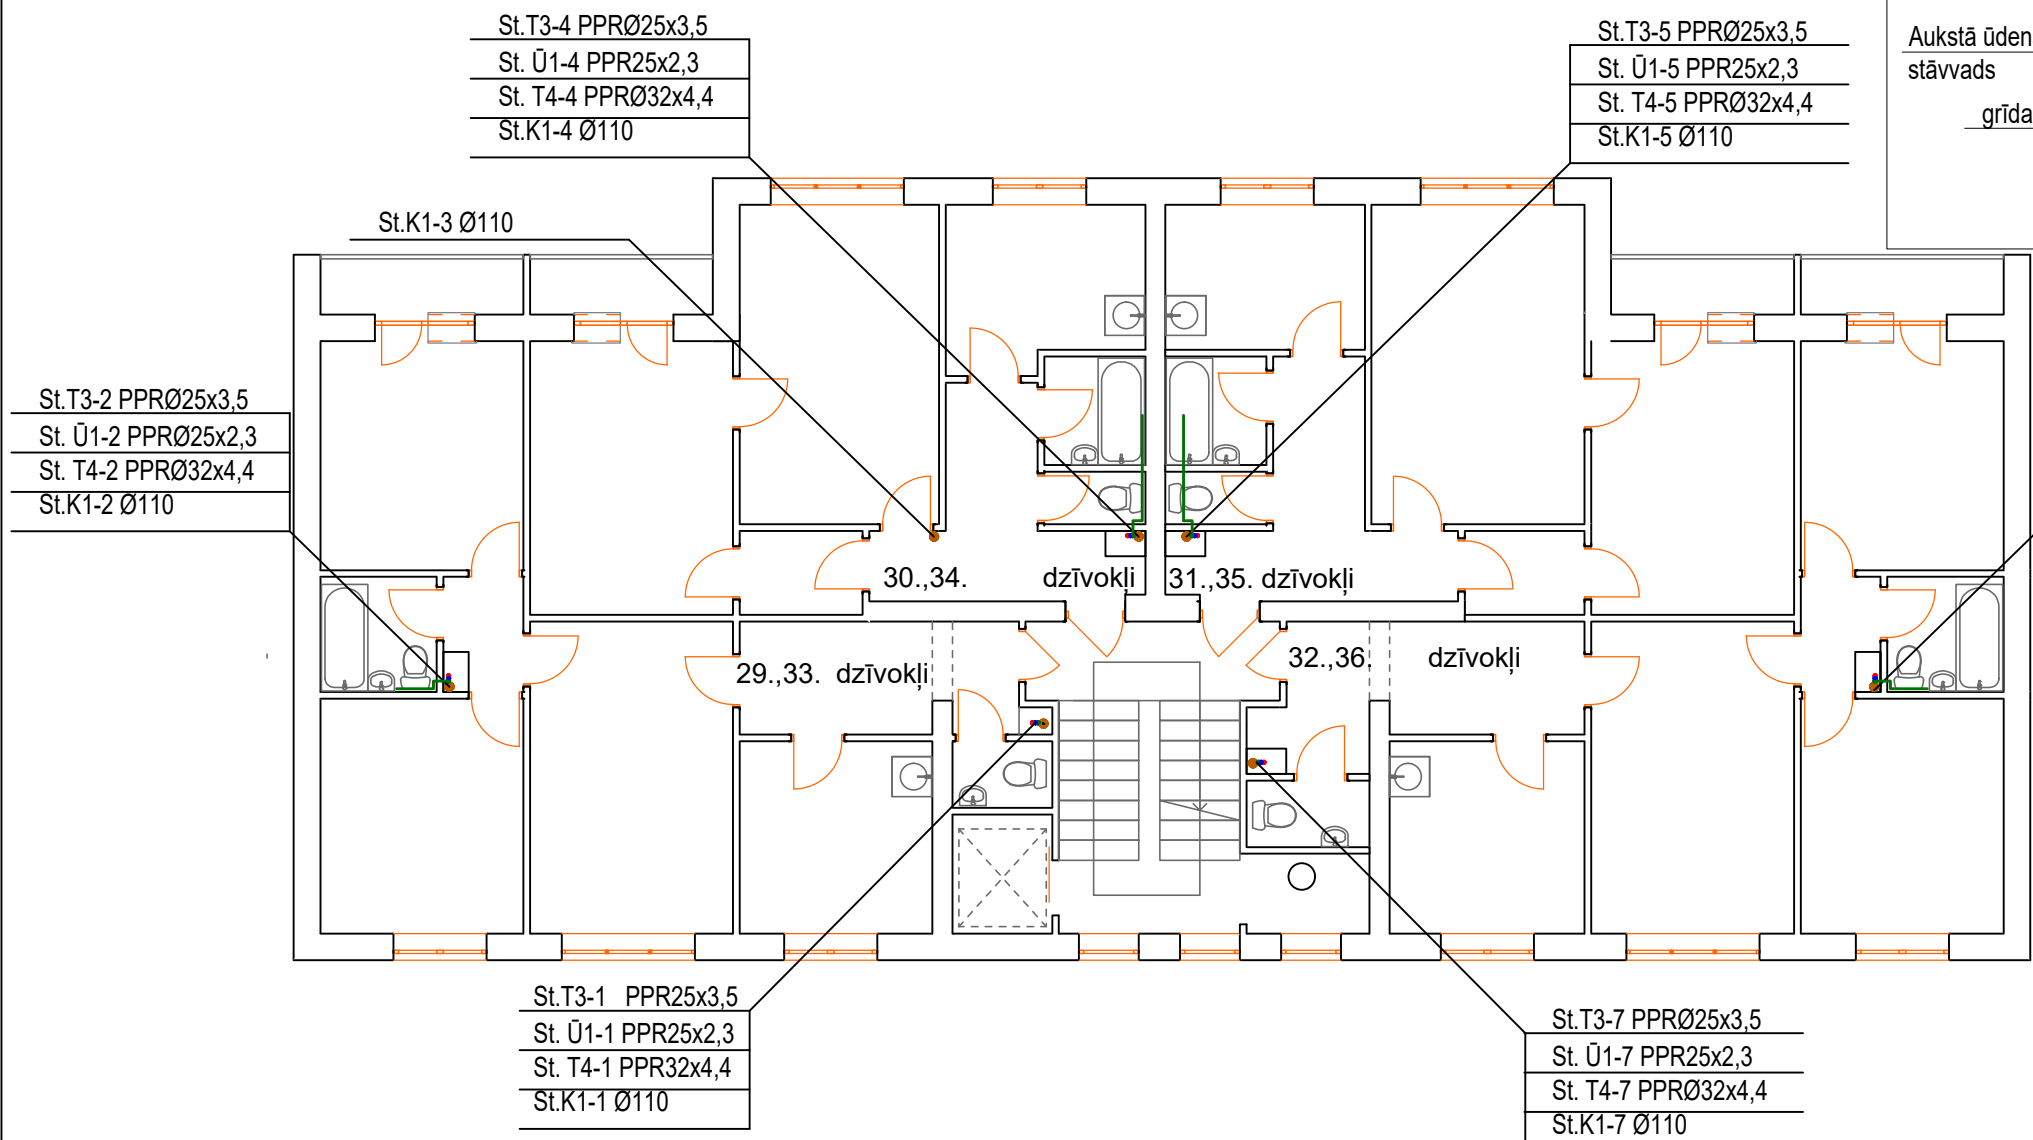 St.T3-4 PPRØ25x3,5
St. Ū1-4 PPR25x2,3
St. T4-4 PPRØ32x4,4
St.K1-4 Ø110
St.T3-5 PPRØ25x3,5
St. Ū1-5 PPR25x2,3
St. T4-5 PPRØ32x4,4
St.K1-5 Ø110
Aukstā ūden
stāvvads
grīda
St.K1-3 Ø110
St.T3-2 PPRØ25x3,5
St. Ū1-2 PPRØ25x2,3
St. T4-2 PPRØ32x4,4
St.K1-2 Ø110
30.,34. dzīvokļi
31.,35. dzīvokļi
29.,33. dzīvokļi
32.,36. dzīvokļi
St.T3-1 PPR25x3,5
St. Ū1-1 PPR25x2,3
St. T4-1 PPR32x4,4
St.K1-1 Ø110
St.T3-7 PPRØ25x3,5
St. Ū1-7 PPR25x2,3
St. T4-7 PPRØ32x4,4
St.K1-7 Ø110